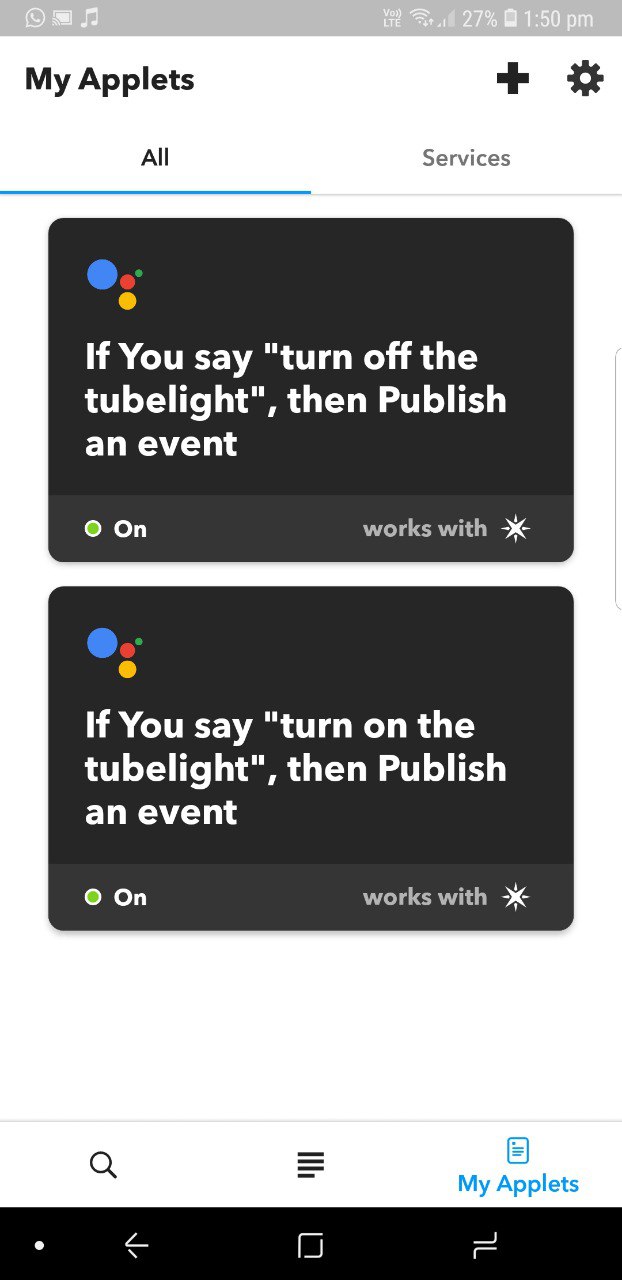 Vo)) LTE 27% 1:50 pm
My Applets
All Services
If You say "turn off the
tubelight", then Publish
an event
On works with
If You say "turn on the
tubelight", then Publish
an event
On works with
My Applets